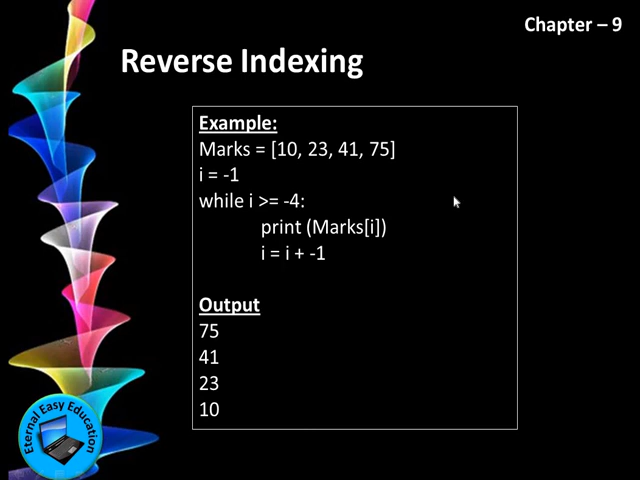 Chapter – 9
Reverse Indexing
Example:
Marks = [10, 23, 41, 75]
i = -1
while i >= -4:
print (Marks[i])
i = i + -1
Output
75
41
23
10
Eternal Easy Education